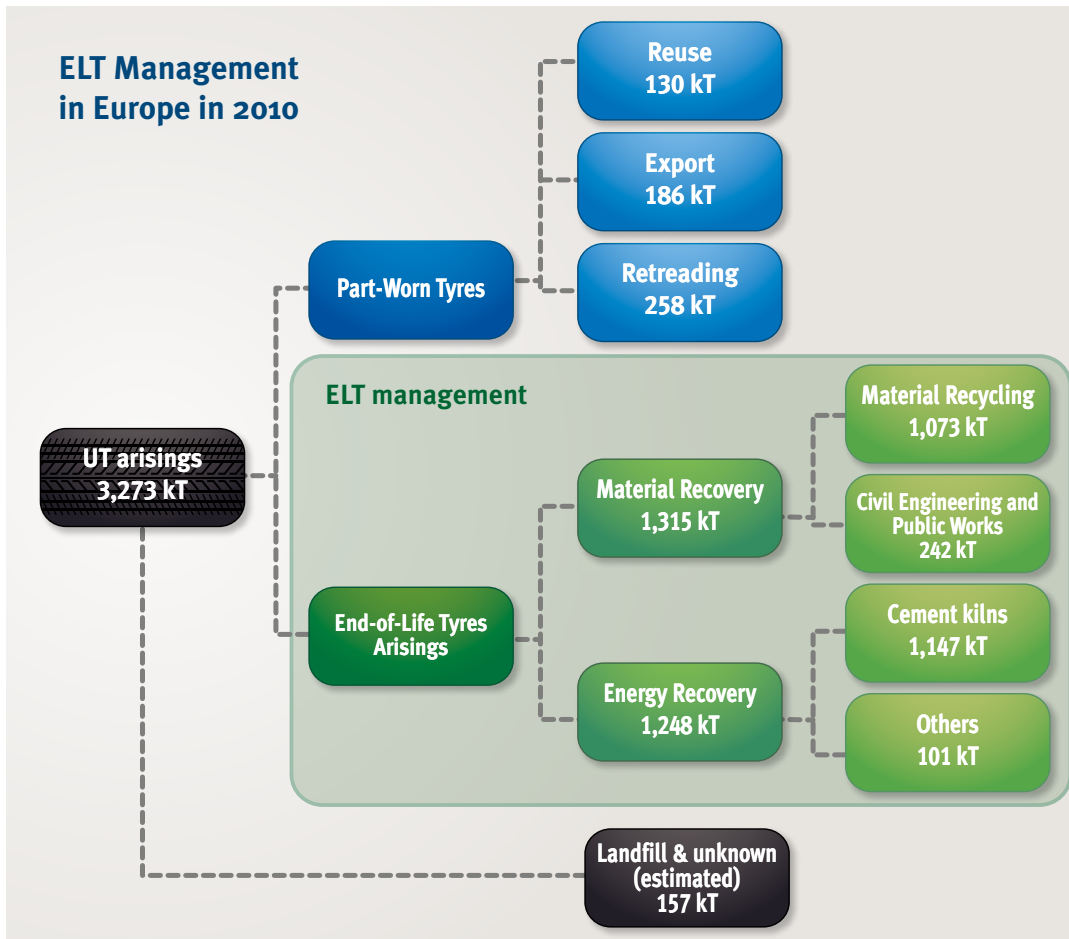 ELT Management
in Europe in 2010
Reuse
130 kT
Export
186 kT
Part-Worn Tyres
Retreading
258 kT
ELT management
Material Recycling
1,073 kT
UT arisings
3,273 kT
Material Recovery
1,315 kT
Civil Engineering and
Public Works
242 kT
End-of-Life Tyres
Arisings
Cement kilns
1,147 kT
Energy Recovery
1,248 kT
Others
101 kT
Landfill & unknown
(estimated)
157 kT